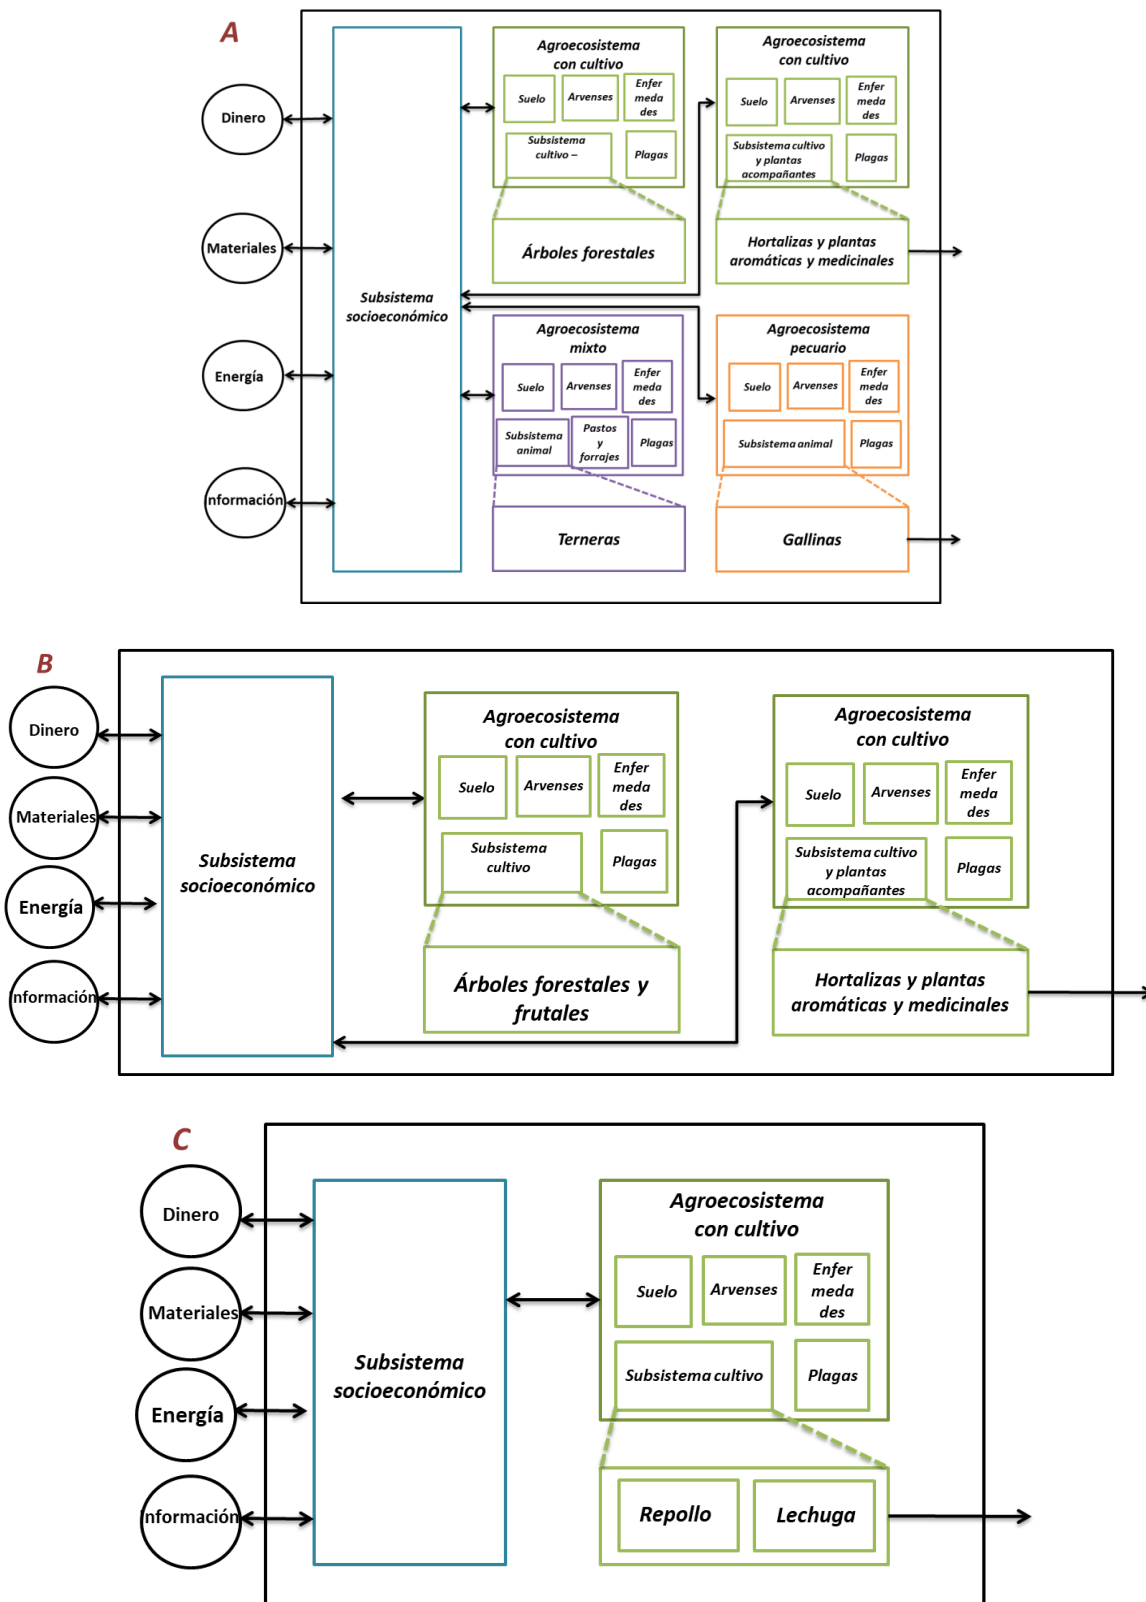 A
Dinero
Materiales
Energía
nformación
Subsistema
socioeconómico
Agroecosistema
con cultivo
Suelo
Arvenses
Enfer
meda
des
Subsistema
cultivo –
Plagas
Árboles forestales
Agroecosistema
con cultivo
Suelo
Arvenses
Enfer
meda
des
Subsistema cultivo
y plantas
acompañantes
Plagas
Hortalizas y plantas
aromáticas y medicinales
Agroecosistema
mixto
Suelo
Arvenses
Enfer
meda
des
Subsistema
animal
Pastos
y
forrajes
Plagas
Terneras
Agroecosistema
pecuario
Suelo
Arvenses
Enfer
meda
des
Subsistema animal
Plagas
Gallinas
B
Dinero
Materiales
Energía
nformación
Subsistema
socioeconómico
Agroecosistema
con cultivo
Suelo
Arvenses
Enfer
meda
des
Subsistema
cultivo
Plagas
Árboles forestales y
frutales
Agroecosistema
con cultivo
Suelo
Arvenses
Enfer
meda
des
Subsistema cultivo
y plantas
acompañantes
Plagas
Hortalizas y plantas
aromáticas y medicinales
C
Dinero
Materiales
Energía
nformación
Subsistema
socioeconómico
Agroecosistema
con cultivo
Suelo
Arvenses
Enfer
meda
des
Subsistema cultivo
Plagas
Repollo
Lechuga